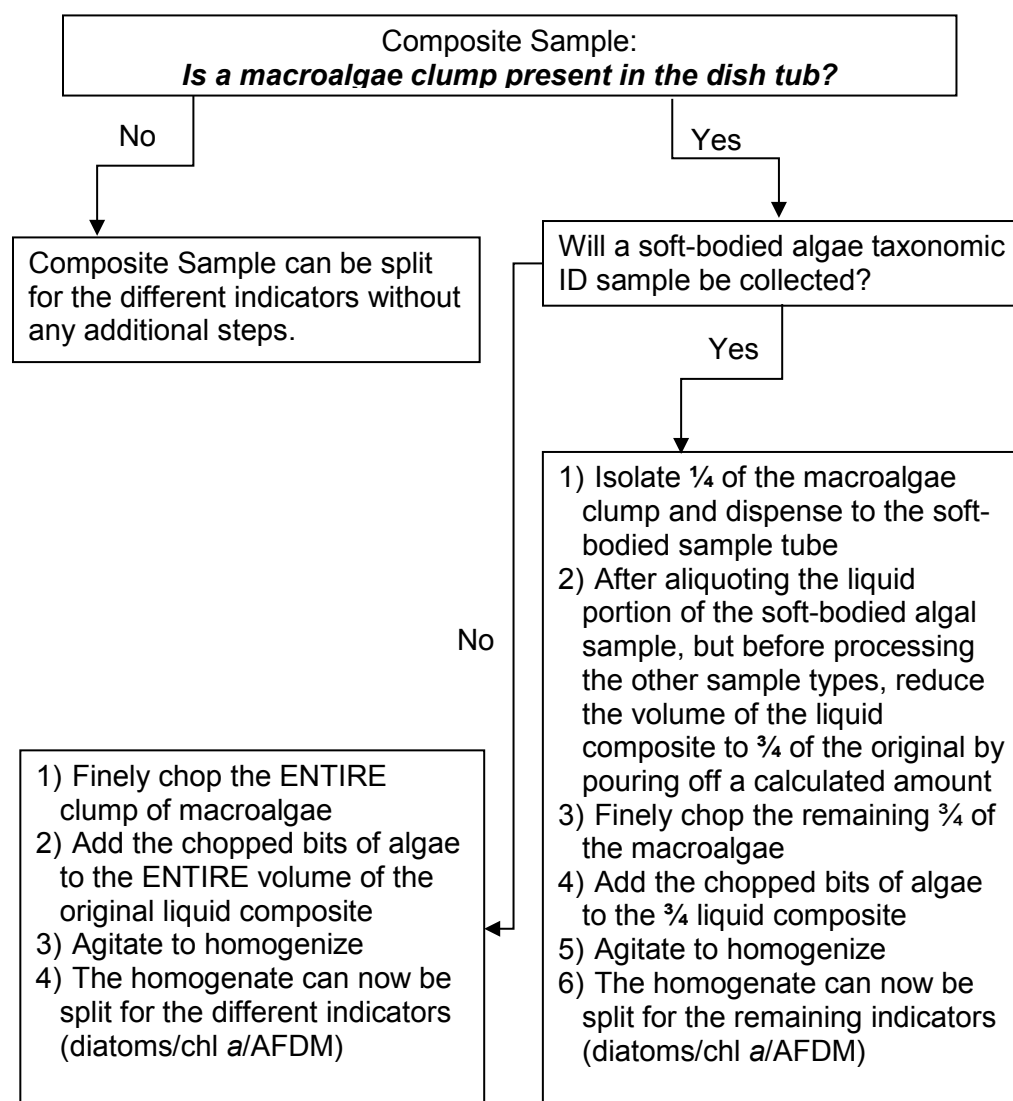 Composite Sample:
Is a macroalgae clump present in the dish tub?
No
Yes
Composite Sample can be split
for the different indicators without
any additional steps.
Will a soft-bodied algae taxonomic
ID sample be collected?
Yes
No
1) Finely chop the ENTIRE
clump of macroalgae
2) Add the chopped bits of algae
to the ENTIRE volume of the
original liquid composite
3) Agitate to homogenize
4) The homogenate can now be
split for the different indicators
(diatoms/chl a/AFDM)
1) Isolate ¼ of the macroalgae
clump and dispense to the soft-
bodied sample tube
2) After aliquoting the liquid
portion of the soft-bodied algal
sample, but before processing
the other sample types, reduce
the volume of the liquid
composite to ¾ of the original by
pouring off a calculated amount
3) Finely chop the remaining ¾ of
the macroalgae
4) Add the chopped bits of algae
to the ¾ liquid composite
5) Agitate to homogenize
6) The homogenate can now be
split for the remaining indicators
(diatoms/chl a/AFDM)